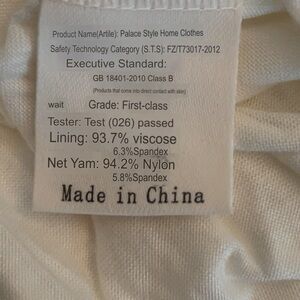 Product Name(Artile): Palace Style Home Clothes
Safety Technology Category (S.T.S): FZ/T73017-2012
Executive Standard:
GB 18401-2010 Class B
(Products that come into direct contact with skin)
wait Grade: First-class
Tester: Test (026) passed
Lining: 93.7% viscose
6.3%Spandex
Net Yam: 94.2% Nylon
5.8%Spandex
Made in China